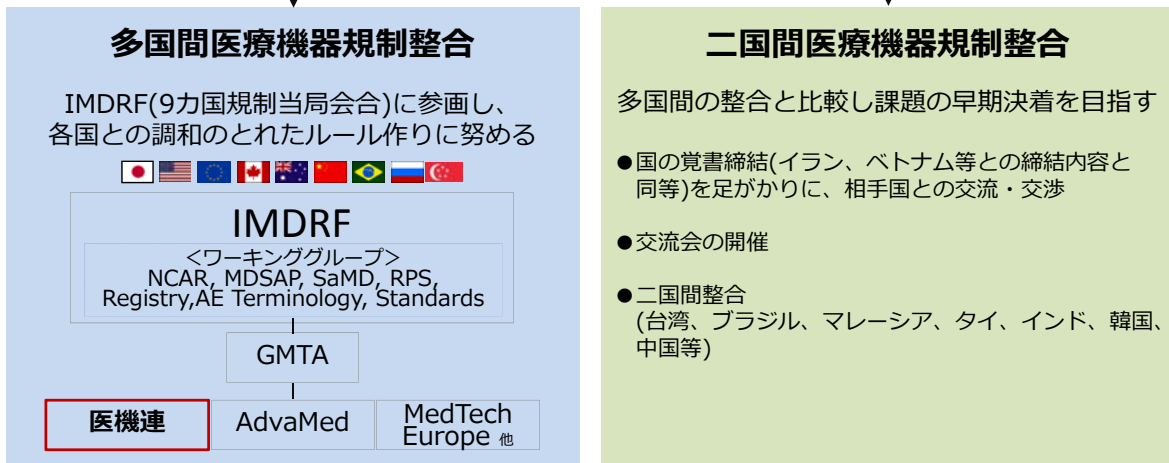 多国間医療機器規制整合
IMDRF(9カ国規制当局会合)に参画し、
各国との調和のとれたルール作りに努める
IMDRF
＜ワーキンググループ＞
NCAR, MDSAP, SaMD, RPS,
Registry,AE Terminology, Standards
GMTA
医機連
AdvaMed
MedTech
Europe 他
二国間医療機器規制整合
多国間の整合と比較し課題の早期決着を目指す
●国の覚書締結(イラン、ベトナム等との締結内容と
同等)を足がかりに、相手国との交流・交渉
●交流会の開催
●二国間整合
(台湾、ブラジル、マレーシア、タイ、インド、韓国、
中国等)